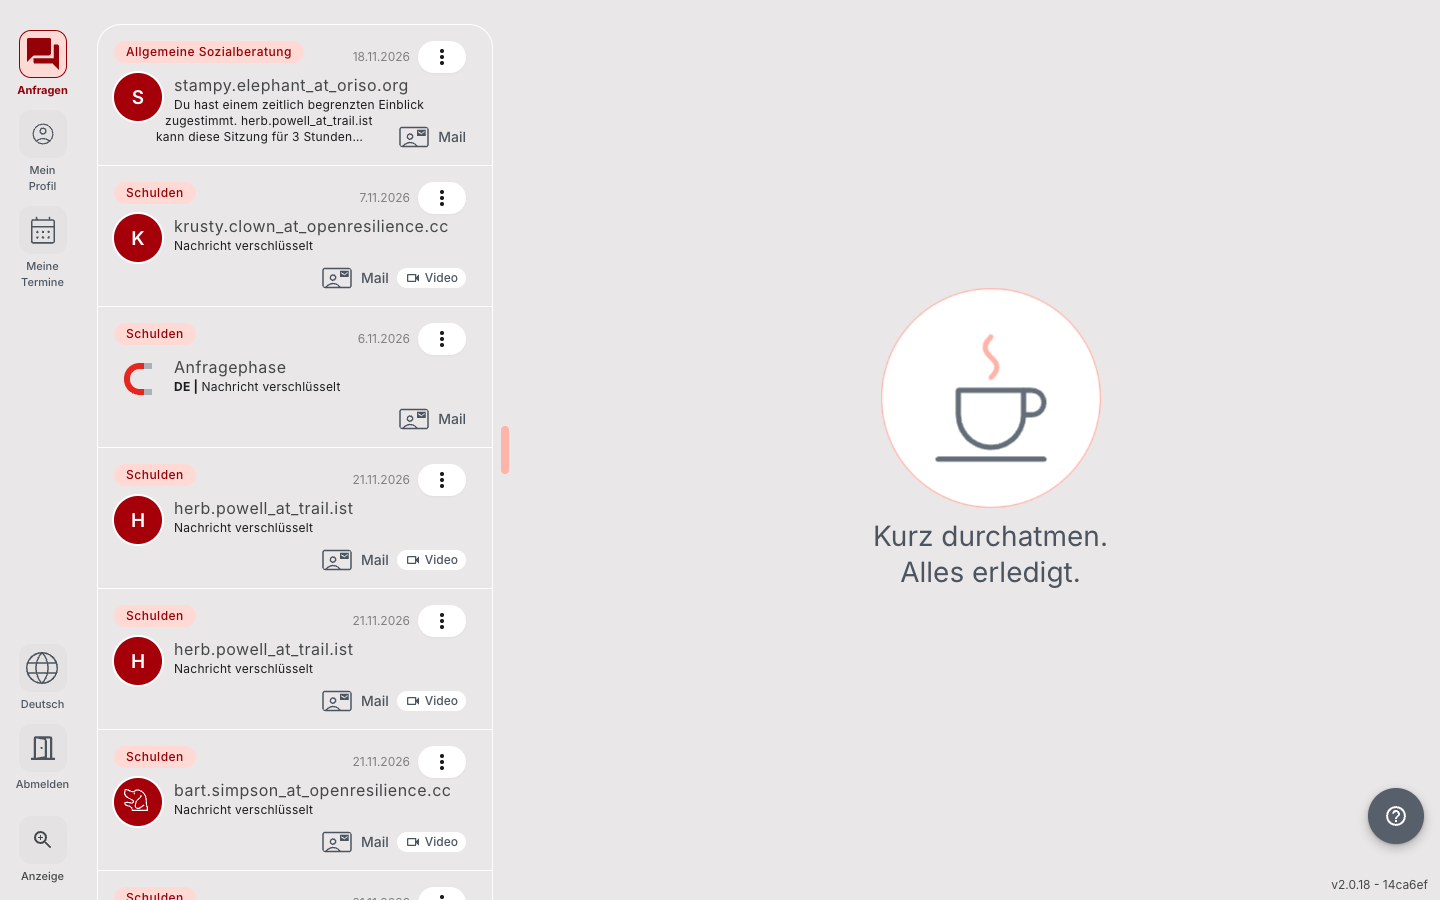 Anfragen
Mein
Profil
Meine
Termine
Deutsch
Abmelden
Anzeige
Allgemeine Sozialberatung
18.11.2026
S
stampy.elephant_at_oriso.org
Du hast einem zeitlich begrenzten Einblick
zugestimmt. herb.powell_at_trail.ist
kann diese Sitzung für 3 Stunden...
Mail
Schulden
7.11.2026
K
krusty.clown_at_openresilience.cc
Nachricht verschlüsselt
Mail
Video
Schulden
6.11.2026
Anfragephase
DE | Nachricht verschlüsselt
Mail
Schulden
21.11.2026
H
herb.powell_at_trail.ist
Nachricht verschlüsselt
Mail
Video
Schulden
21.11.2026
H
herb.powell_at_trail.ist
Nachricht verschlüsselt
Mail
Video
Schulden
21.11.2026
bart.simpson_at_openresilience.cc
Nachricht verschlüsselt
Mail
Video
Schulden
Kurz durchatmen.
Alles erledigt.
v2.0.18 - 14ca6ef